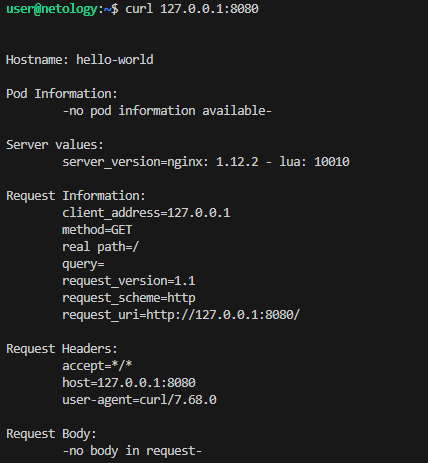 user@netology:~$ curl 127.0.0.1:8080
Hostname: hello-world
Pod Information:
-no pod information available-
Server values:
server_version=nginx: 1.12.2 - lua: 10010
Request Information:
client_address=127.0.0.1
method=GET
real path=/
query=
request_version=1.1
request_scheme=http
request_uri=http://127.0.0.1:8080/
Request Headers:
accept=*/*
host=127.0.0.1:8080
user-agent=curl/7.68.0
Request Body:
-no body in request-